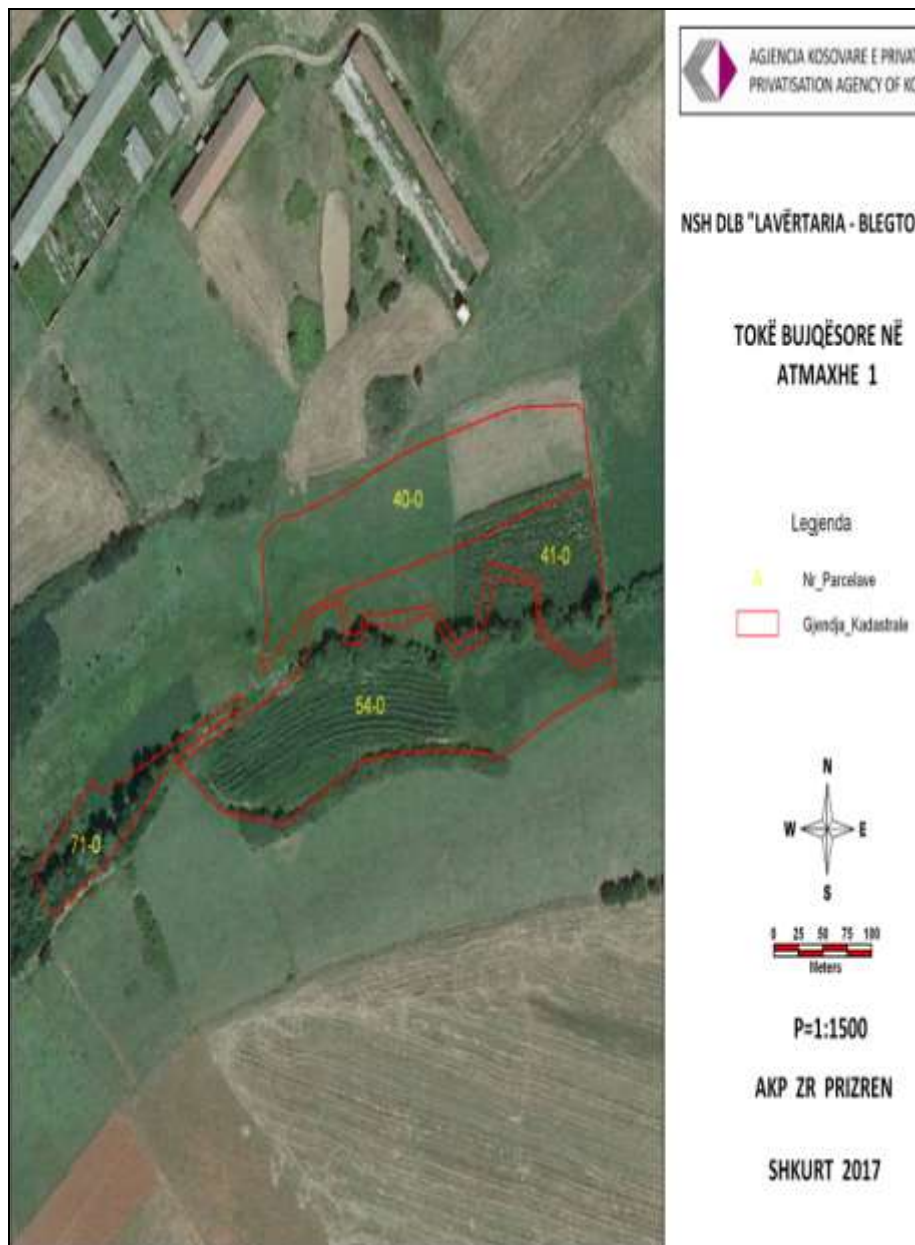 AGJENCIA KOSOVARE E PRIVAT
PRIVATISATION AGENCY OF KO
NSH DLB "LAVËRTARIA - BLEGTO
TOKË BUJQËSORE NË
ATMAXHE 1
40-0
41-0
54-0
71-0
Legjenda
A Nr_Parcelave
Gjendja_Kadastrale
N
W E
S
0 25 50 75 100
Meters
P=1:1500
AKP ZR PRIZREN
SHKURT 2017